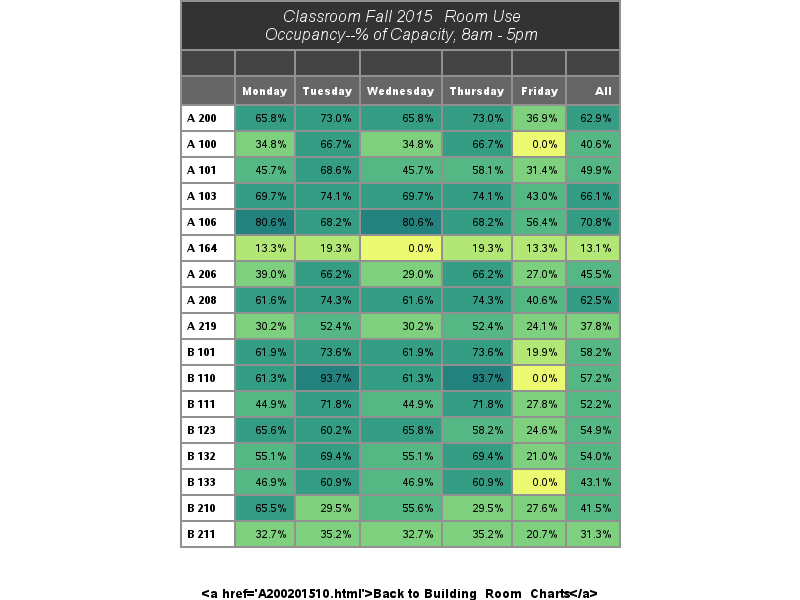 Classroom Fall 2015 Room Use
Occupancy--% of Capacity, 8am - 5pm
Monday Tuesday Wednesday Thursday Friday All
A 200 65.8% 73.0% 65.8% 73.0% 36.9% 62.9%
A 100 34.8% 66.7% 34.8% 66.7% 0.0% 40.6%
A 101 45.7% 68.6% 45.7% 58.1% 31.4% 49.9%
A 103 69.7% 74.1% 69.7% 74.1% 43.0% 66.1%
A 106 80.6% 68.2% 80.6% 68.2% 56.4% 70.8%
A 164 13.3% 19.3% 0.0% 19.3% 13.3% 13.1%
A 206 39.0% 66.2% 29.0% 66.2% 27.0% 45.5%
A 208 61.6% 74.3% 61.6% 74.3% 40.6% 62.5%
A 219 30.2% 52.4% 30.2% 52.4% 24.1% 37.8%
B 101 61.9% 73.6% 61.9% 73.6% 19.9% 58.2%
B 110 61.3% 93.7% 61.3% 93.7% 0.0% 57.2%
B 111 44.9% 71.8% 44.9% 71.8% 27.8% 52.2%
B 123 65.6% 60.2% 65.8% 58.2% 24.6% 54.9%
B 132 55.1% 69.4% 55.1% 69.4% 21.0% 54.0%
B 133 46.9% 60.9% 46.9% 60.9% 0.0% 43.1%
B 210 65.5% 29.5% 55.6% 29.5% 27.6% 41.5%
B 211 32.7% 35.2% 32.7% 35.2% 20.7% 31.3%
<a href='A200201510.html'>Back to Building Room Charts</a>